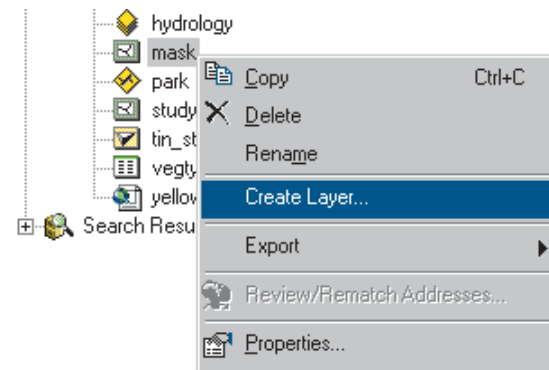 hydrology
mask
park
Copy Ctrl+C
study
Delete
tin_st
Rename
vegty
Create Layer...
yellov
Search Resu
Export
Review/Rematch Addresses...
Properties...